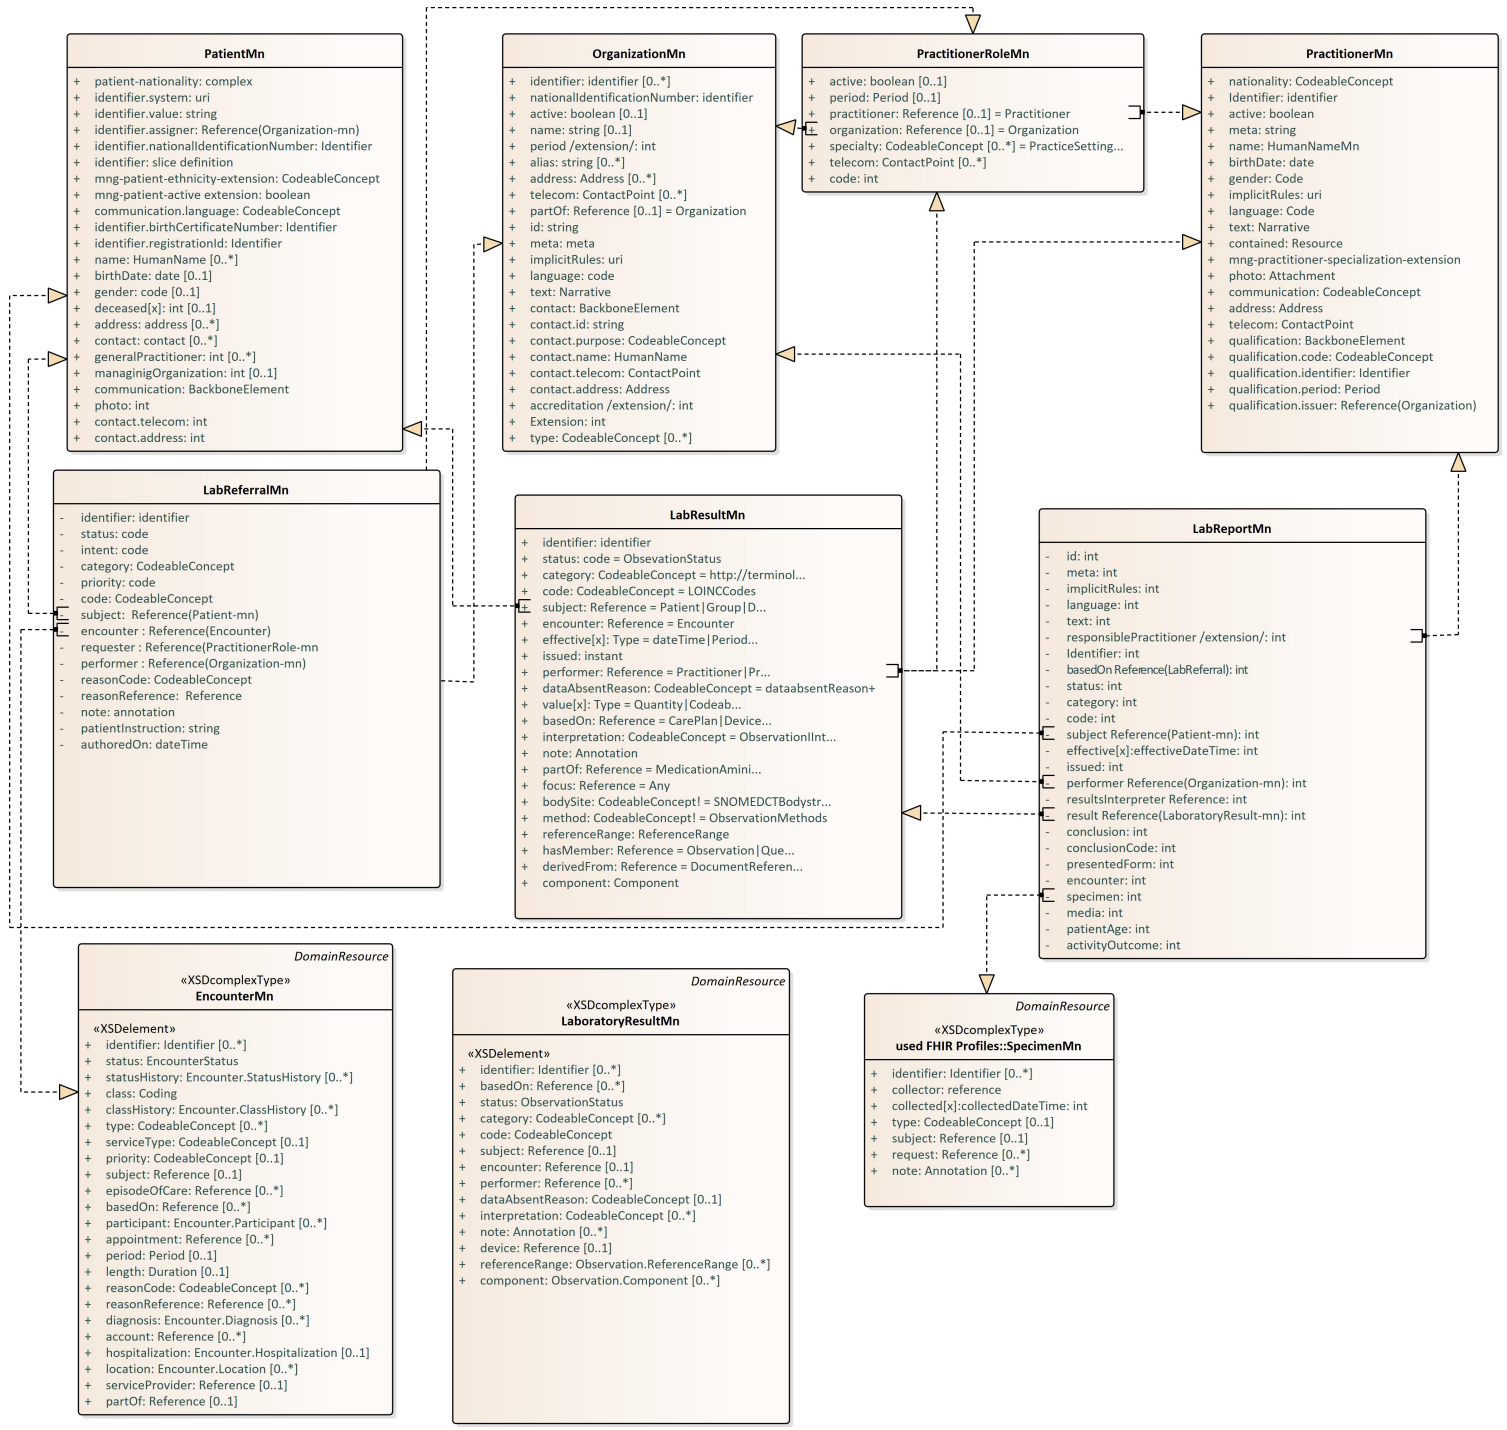 PatientMn
+ patient-nationality: complex
+ identifier.system: uri
+ identifier.value: string
+ identifier.assigner: Reference(Organization-mn)
+ identifier.nationalIdentificationNumber: Identifier
+ identifier: slice definition
+ mng-patient-ethnicity-extension: CodeableConcept
+ mng-patient-active extension: boolean
+ communication.language: CodeableConcept
+ identifier.birthCertificateNumber: Identifier
+ identifier.registrationId: Identifier
+ name: HumanName [0..*]
+ birthDate: date [0..1]
+ gender: code [0..1]
+ deceased[x]: int [0..1]
+ address: address [0..*]
+ contact: contact [0..*]
+ generalPractitioner: int [0..*]
+ managinigOrganization: int [0..1]
+ communication: BackboneElement
+ photo: int
+ contact.telecom: int
+ contact.address: int
OrganizationMn
+ identifier: identifier [0..*]
+ nationalIdentificationNumber: identifier
+ active: boolean [0..1]
+ name: string [0..1]
+ period /extension/: int
+ alias: string [0..*]
+ address: Address [0..*]
+ telecom: ContactPoint [0..*]
+ partOf: Reference [0..1] = Organization
+ id: string
+ meta: meta
+ implicitRules: uri
+ language: code
+ text: Narrative
+ contact: BackboneElement
+ contact.id: string
+ contact.purpose: CodeableConcept
+ contact.name: HumanName
+ contact.telecom: ContactPoint
+ contact.address: Address
+ accreditation /extension/: int
+ Extension: int
+ type: CodeableConcept [0..*]
PractitionerRoleMn
+ active: boolean [0..1]
+ period: Period [0..1]
+ practitioner: Reference [0..1] = Practitioner
+ organization: Reference [0..1] = Organization
+ specialty: CodeableConcept [0..*] = PracticeSetting...
+ telecom: ContactPoint [0..*]
+ code: int
PractitionerMn
+ nationality: CodeableConcept
+ Identifier: identifier
+ active: boolean
+ meta: string
+ name: HumanNameMn
+ birthDate: date
+ gender: Code
+ implicitRules: uri
+ language: Code
+ text: Narrative
+ contained: Resource
+ mng-practitioner-specialization-extension
+ photo: Attachment
+ communication: CodeableConcept
+ address: Address
+ telecom: ContactPoint
+ qualification: BackboneElement
+ qualification.code: CodeableConcept
+ qualification.identifier: Identifier
+ qualification.period: Period
+ qualification.issuer: Reference(Organization)
LabReferralMn
- identifier: identifier
- status: code
- intent: code
- category: CodeableConcept
- priority: code
- code: CodeableConcept
- subject:  Reference(Patient-mn)
- encounter : Reference(Encounter)
- requester : Reference(PractitionerRole-mn
- performer : Reference(Organization-mn)
- reasonCode: CodeableConcept
- reasonReference:  Reference
- note: annotation
- patientInstruction: string
- authoredOn: dateTime
LabResultMn
+ identifier: identifier
+ status: code = ObsevationStatus
+ category: CodeableConcept = http://terminol...
+ code: CodeableConcept = LOINCCodes
+ subject: Reference = Patient|Group|D...
+ encounter: Reference = Encounter
+ effective[x]: Type = dateTime|Period...
+ issued: instant
+ performer: Reference = Practitioner|Pr...
+ dataAbsentReason: CodeableConcept = dataabsentReason+
+ value[x]: Type = Quantity|Codeab...
+ basedOn: Reference = CarePlan|Device...
+ interpretation: CodeableConcept = ObservationIInt...
+ note: Annotation
+ partOf: Reference = MedicationAmini...
+ focus: Reference = Any
+ bodySite: CodeableConcept! = SNOMEDCTBodystr...
+ method: CodeableConcept! = ObservationMethods
+ referenceRange: ReferenceRange
+ hasMember: Reference = Observation|Que...
+ derivedFrom: Reference = DocumentReferen...
+ component: Component
LabReportMn
- id: int
- meta: int
- implicitRules: int
- language: int
- text: int
- responsiblePractitioner /extension/: int
- Identifier: int
- basedOn Reference(LabReferral): int
- status: int
- category: int
- code: int
- subject Reference(Patient-mn): int
- effective[x]:effectiveDateTime: int
- issued: int
- performer Reference(Organization-mn): int
- resultsInterpreter Reference: int
- result Reference(LaboratoryResult-mn): int
- conclusion: int
- conclusionCode: int
- presentedForm: int
- encounter: int
- specimen: int
- media: int
- patientAge: int
- activityOutcome: int
DomainResource
«XSDcomplexType»
EncounterMn
«XSDelement»
+ identifier: Identifier [0..*]
+ status: EncounterStatus
+ statusHistory: Encounter.StatusHistory [0..*]
+ class: Coding
+ classHistory: Encounter.ClassHistory [0..*]
+ type: CodeableConcept [0..*]
+ serviceType: CodeableConcept [0..1]
+ priority: CodeableConcept [0..1]
+ subject: Reference [0..1]
+ episodeOfCare: Reference [0..*]
+ basedOn: Reference [0..*]
+ participant: Encounter.Participant [0..*]
+ appointment: Reference [0..*]
+ period: Period [0..1]
+ length: Duration [0..1]
+ reasonCode: CodeableConcept [0..*]
+ reasonReference: Reference [0..*]
+ diagnosis: Encounter.Diagnosis [0..*]
+ account: Reference [0..*]
+ hospitalization: Encounter.Hospitalization [0..1]
+ location: Encounter.Location [0..*]
+ serviceProvider: Reference [0..1]
+ partOf: Reference [0..1]
DomainResource
«XSDcomplexType»
LaboratoryResultMn
«XSDelement»
+ identifier: Identifier [0..*]
+ basedOn: Reference [0..*]
+ status: ObservationStatus
+ category: CodeableConcept [0..*]
+ code: CodeableConcept
+ subject: Reference [0..1]
+ encounter: Reference [0..1]
+ performer: Reference [0..*]
+ dataAbsentReason: CodeableConcept [0..1]
+ interpretation: CodeableConcept [0..*]
+ note: Annotation [0..*]
+ device: Reference [0..1]
+ referenceRange: Observation.ReferenceRange [0..*]
+ component: Observation.Component [0..*]
DomainResource
«XSDcomplexType»
used FHIR Profiles::SpecimenMn
+ identifier: Identifier [0..*]
+ collector: reference
+ collected[x]:collectedDateTime: int
+ type: CodeableConcept [0..1]
+ subject: Reference [0..1]
+ request: Reference [0..*]
+ note: Annotation [0..*]